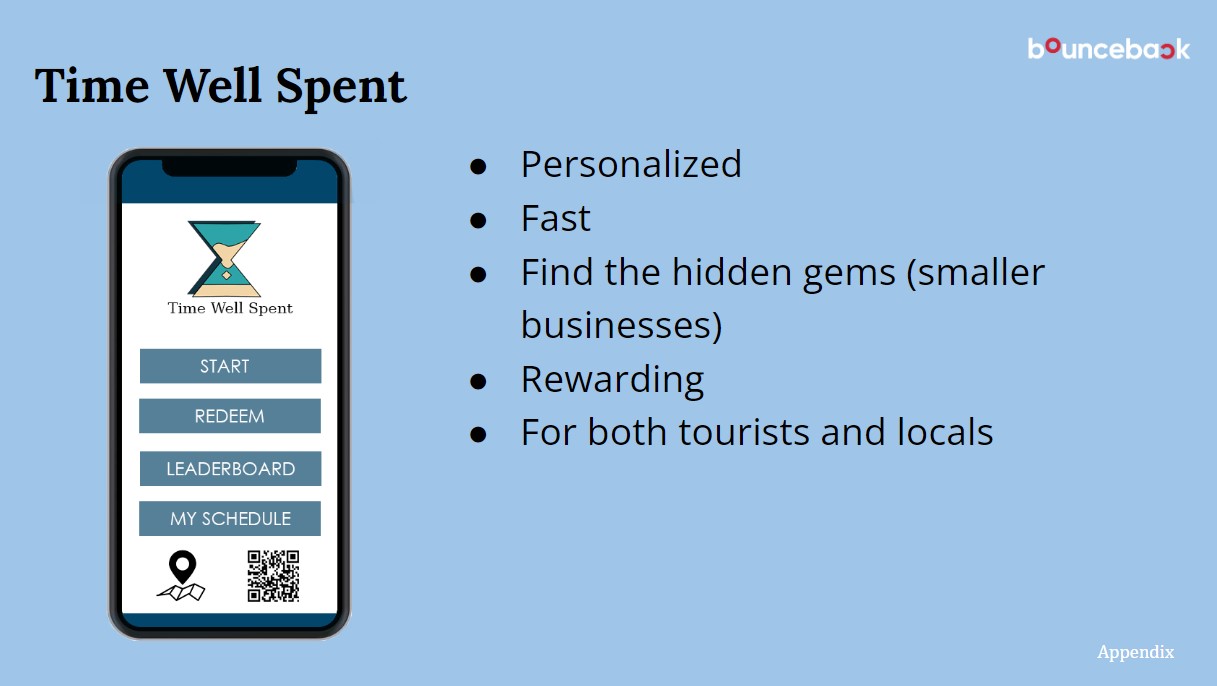 bounceback
Time Well Spent
Time Well Spent
START
REDEEM
LEADERBOARD
MY SCHEDULE
● Personalized
● Fast
● Find the hidden gems (smaller
businesses)
● Rewarding
● For both tourists and locals
Appendix